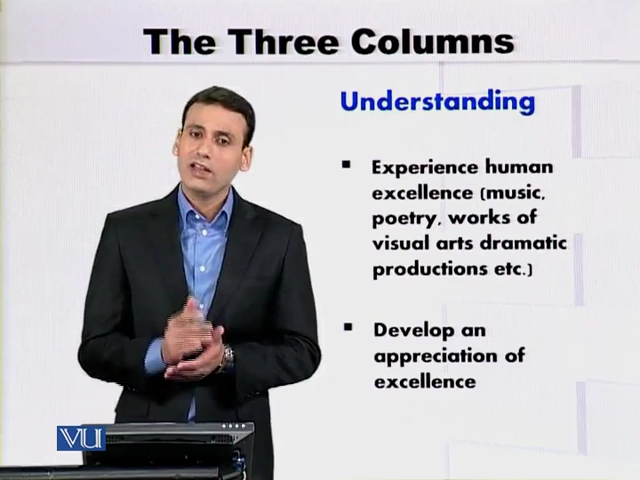 The Three Columns
Understanding
▪ Experience human
excellence (music,
poetry, works of
visual arts dramatic
productions etc.)
▪ Develop an
appreciation of
excellence
VU